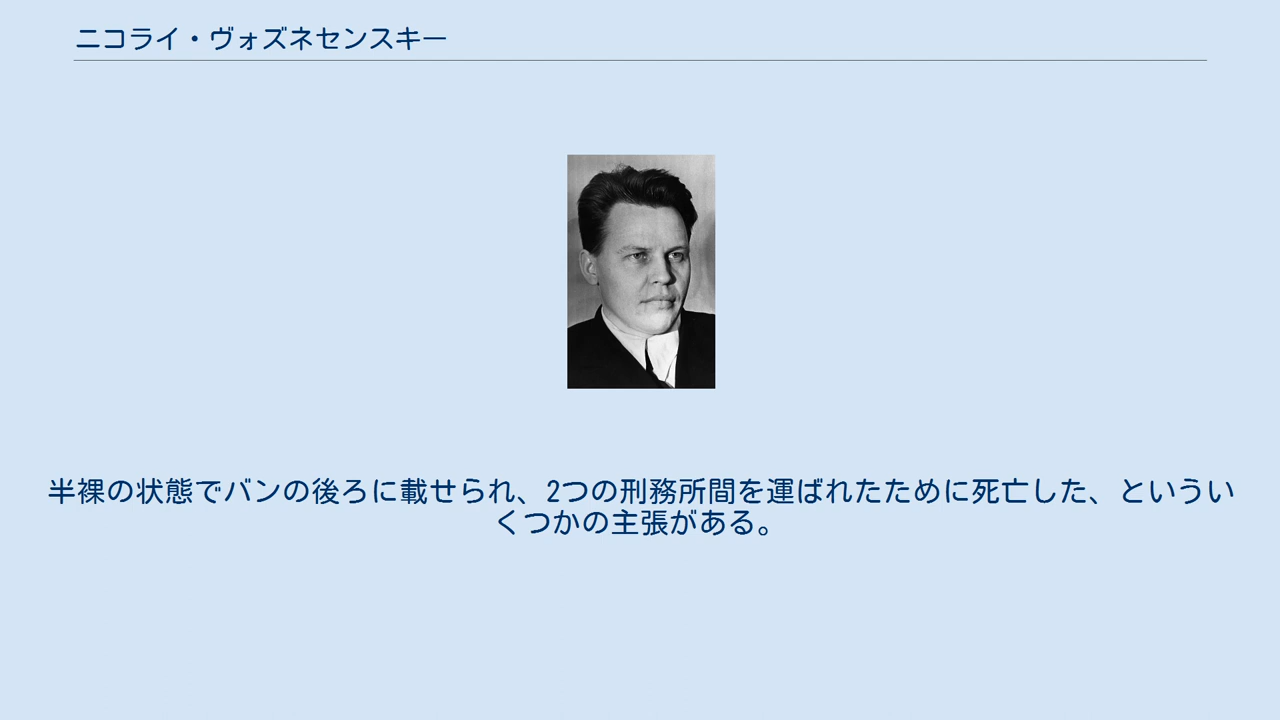 ニコライ・ヴォズネセンスキー
半裸の状態でバンの後ろに載せられ、2つの刑務所間を運ばれたために死亡した、というい
くつかの主張がある。